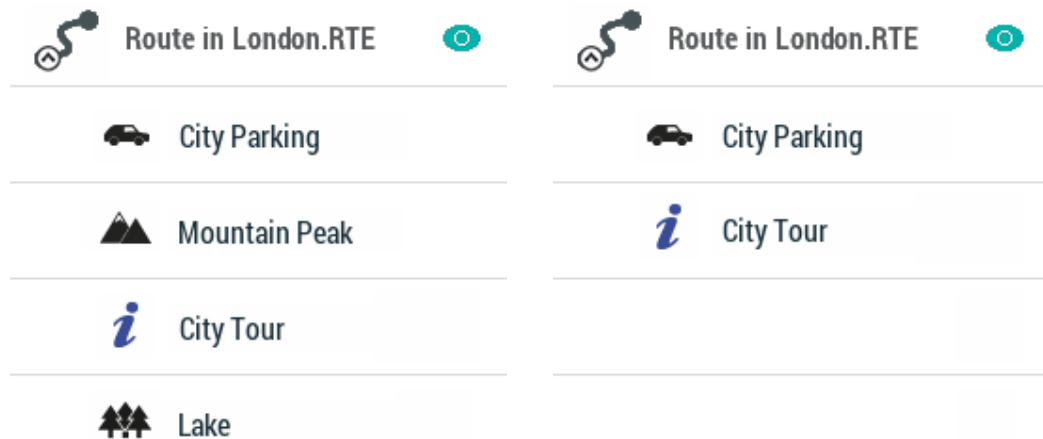 Route in London.RTE
City Parking
Mountain Peak
City Tour
Lake
Route in London.RTE
City Parking
City Tour